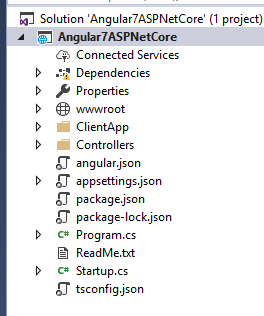 Solution 'Angular7ASPNetCore' (1 project)
Angular7ASPNetCore
Connected Services
Dependencies
Properties
wwwroot
ClientApp
Controllers
angular.json
appsettings.json
package.json
package-lock.json
C# Program.cs
ReadMe.txt
C# Startup.cs
tsconfig.json